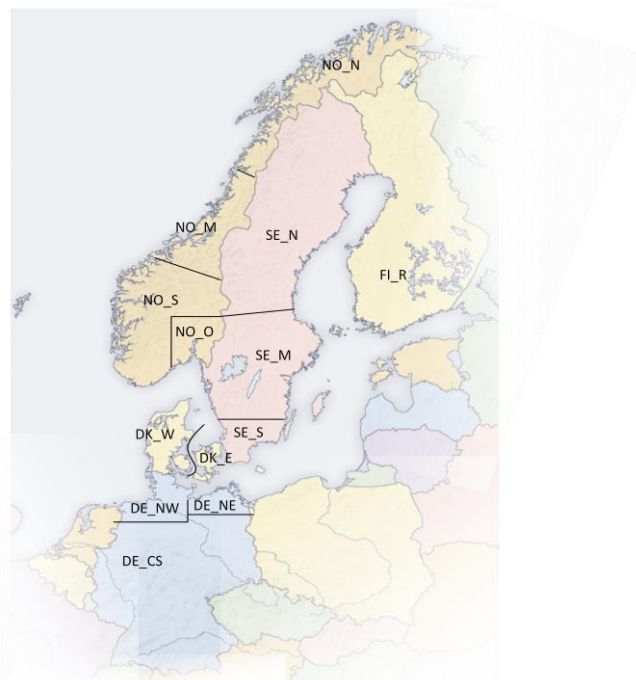 NO_N
NO_M
SE_N
FI_R
NO_S
NO_O
SE_M
DK_W
SE_S
DK_E
DE_NW
DE_NE
DE_CS